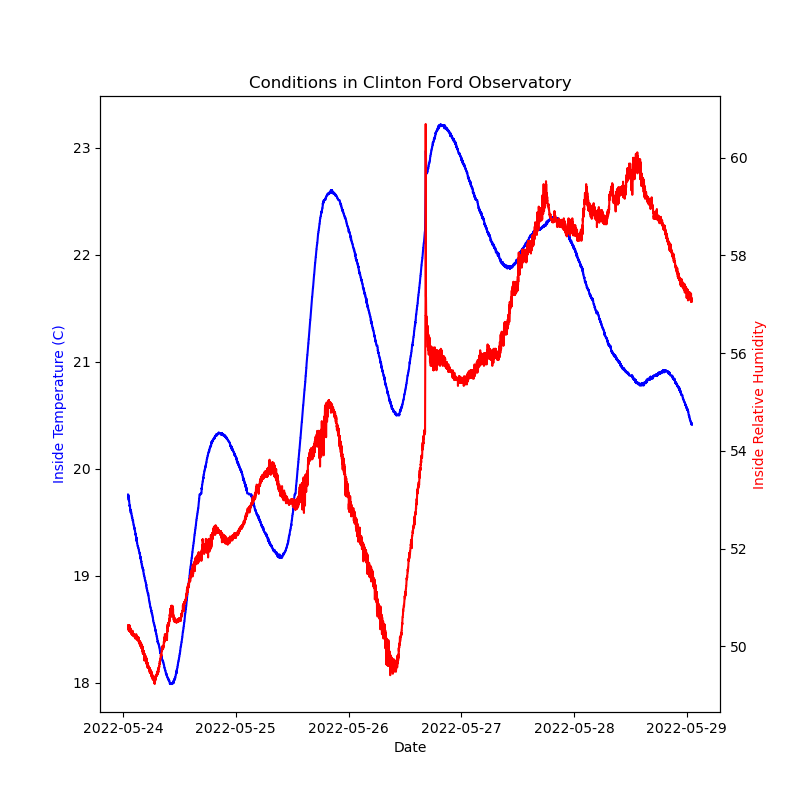 Conditions in Clinton Ford Observatory
Inside Temperature (C)
23
22
21
20
19
18
60
58
56
54
52
50
Inside Relative Humidity
2022-05-24 2022-05-25 2022-05-26 2022-05-27 2022-05-28 2022-05-29
Date